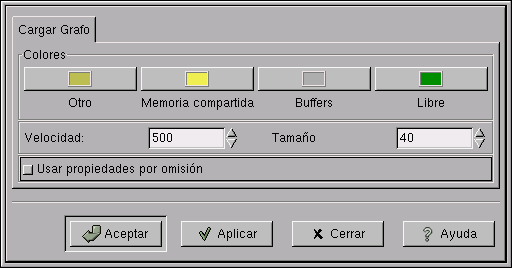 Cargar Grafo
Colores
Otro Memoria compartida Buffers Libre
Velocidad: 500 Tamaño 40
Usar propiedades por omisión
Aceptar Aplicar Cerrar Ayuda